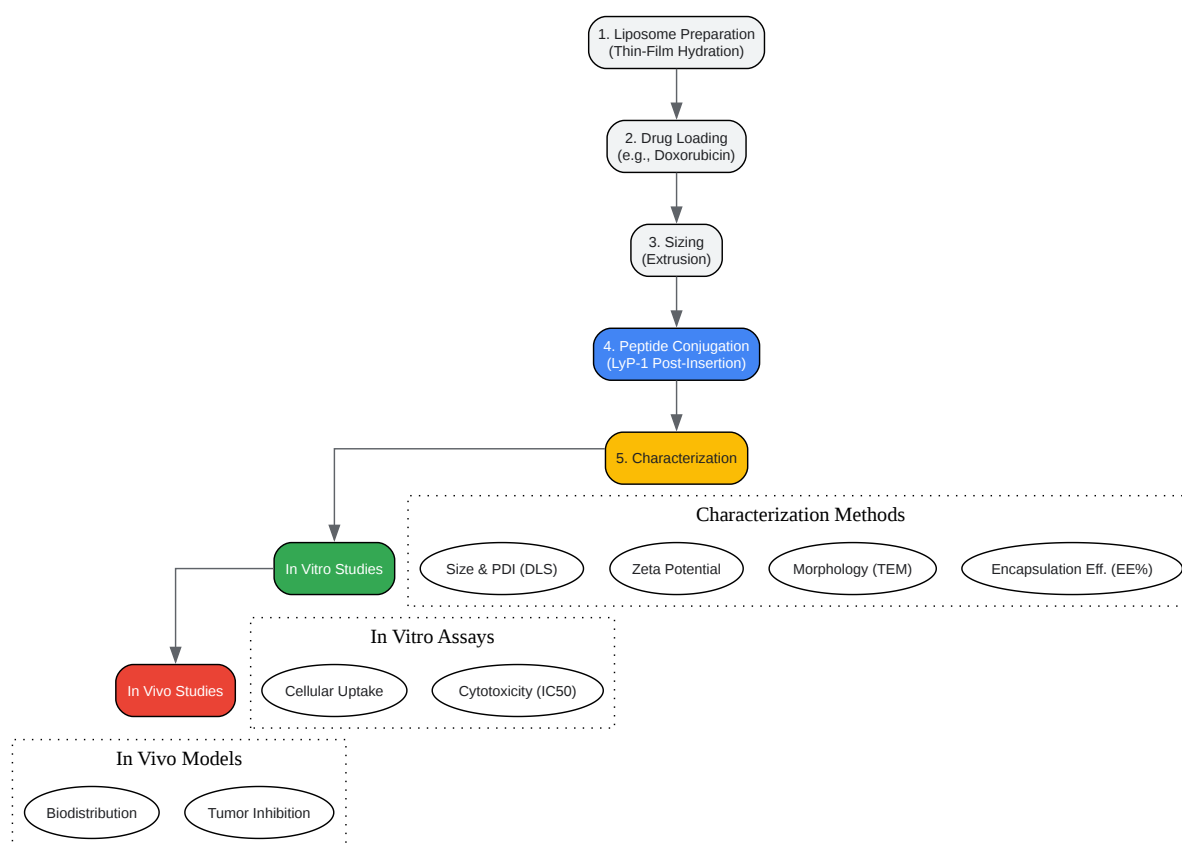 1. Liposome Preparation
(Thin-Film Hydration)
2. Drug Loading
(e.g., Doxorubicin)
3. Sizing
(Extrusion)
4. Peptide Conjugation
(LyP-1 Post-Insertion)
5. Characterization
Characterization Methods
In Vitro Studies
Size & PDI (DLS)
Zeta Potential
Morphology (TEM)
Encapsulation Eff. (EE%)
In Vitro Assays
In Vivo Studies
Cellular Uptake
Cytotoxicity (IC50)
In Vivo Models
Biodistribution
Tumor Inhibition